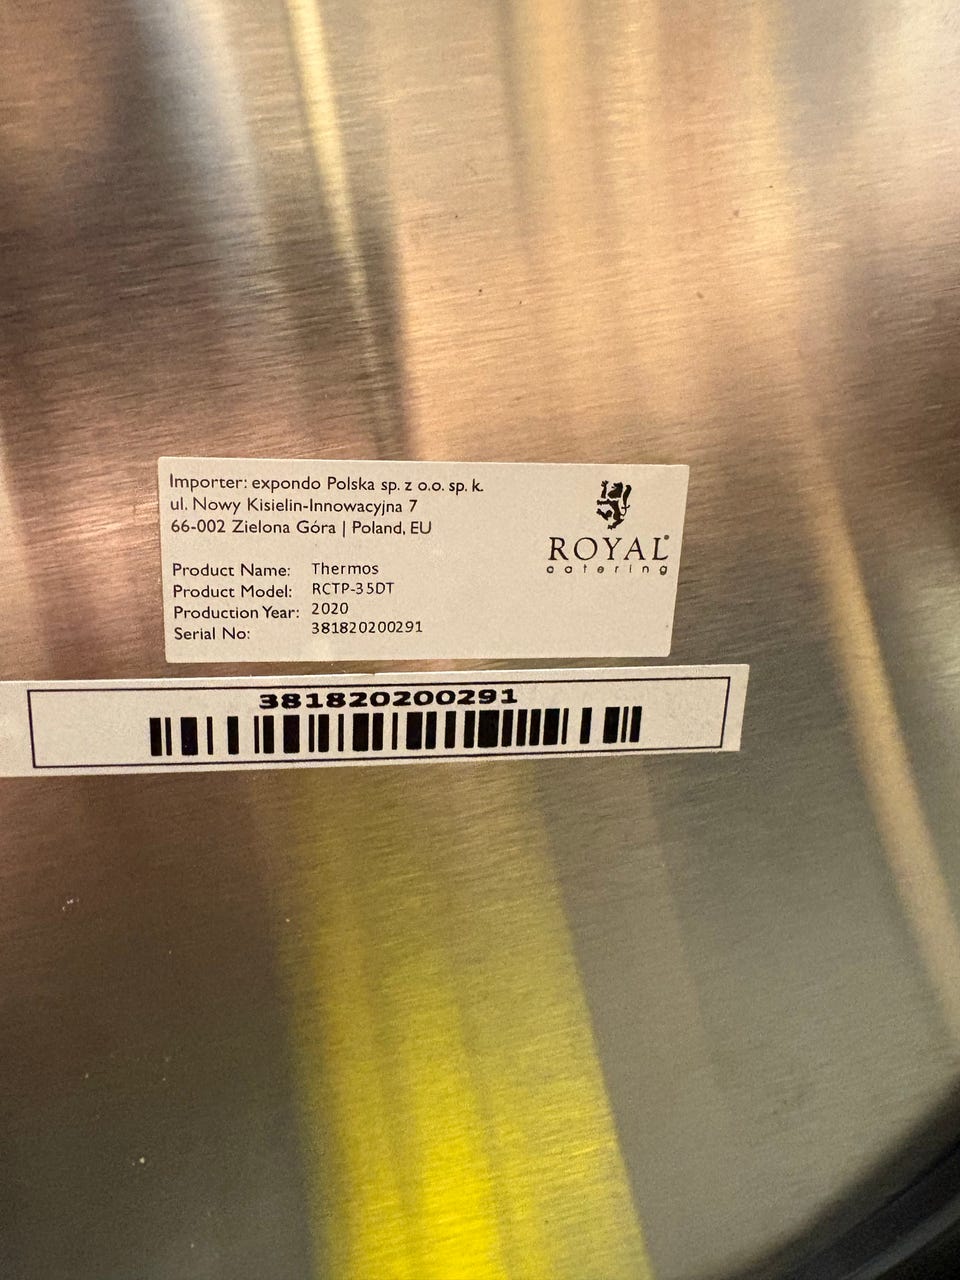 Importer: expondo Polska sp. z o.o. sp. k.
ul. Nowy Kisielin-Innowacyjna 7
66-002 Zielona Góra | Poland, EU
ROYAL®
catering
Product Name: Thermos
Product Model: RCTP-35DT
Production Year: 2020
Serial No: 381820200291
381820200291